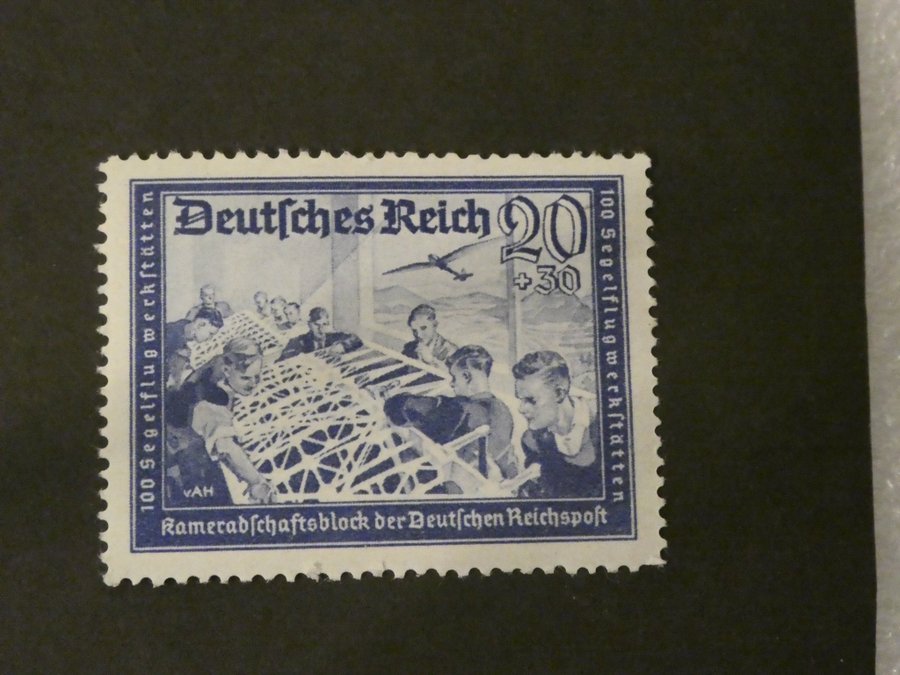 Deutſches Reich 20
+ 30
100 Segelflugwerkſtätten
100 Segelflugwerkſtätten
vAH
Kameradſchaftsblock der Deutſchen Reichspoſt